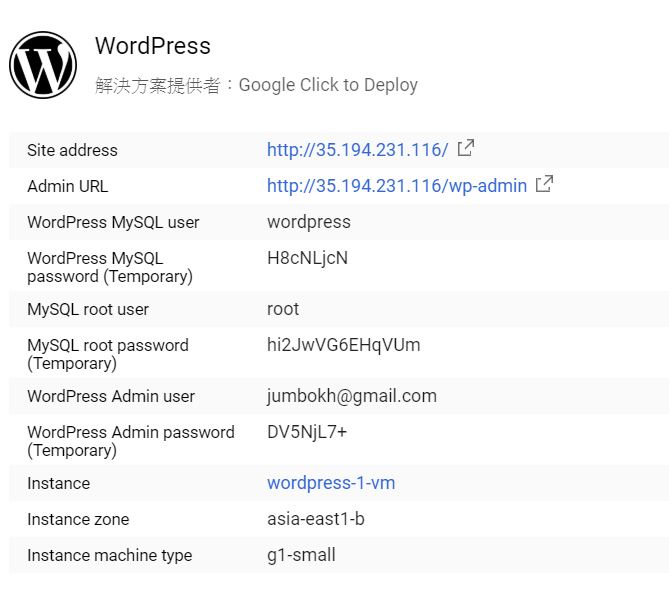 WordPress
解決方案提供者：Google Click to Deploy
Site address http://35.194.231.116/
Admin URL http://35.194.231.116/wp-admin
WordPress MySQL user wordpress
WordPress MySQL password (Temporary) H8cNLjcN
MySQL root user root
MySQL root password (Temporary) hi2JwVG6EHqVUm
WordPress Admin user jumbokh@gmail.com
WordPress Admin password (Temporary) DV5NjL7+
Instance wordpress-1-vm
Instance zone asia-east1-b
Instance machine type g1-small